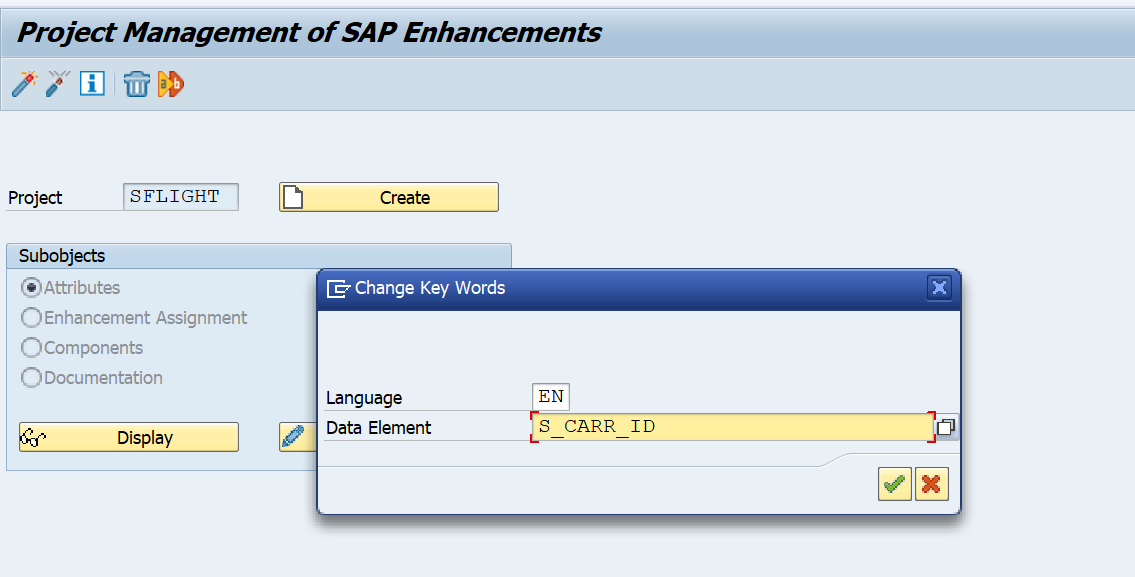 Project Management of SAP Enhancements
Project SFLIGHT Create
Subobjects
Attributes
Enhancement Assignment
Components
Documentation
Display
Change Key Words
Language EN
Data Element S_CARR_ID